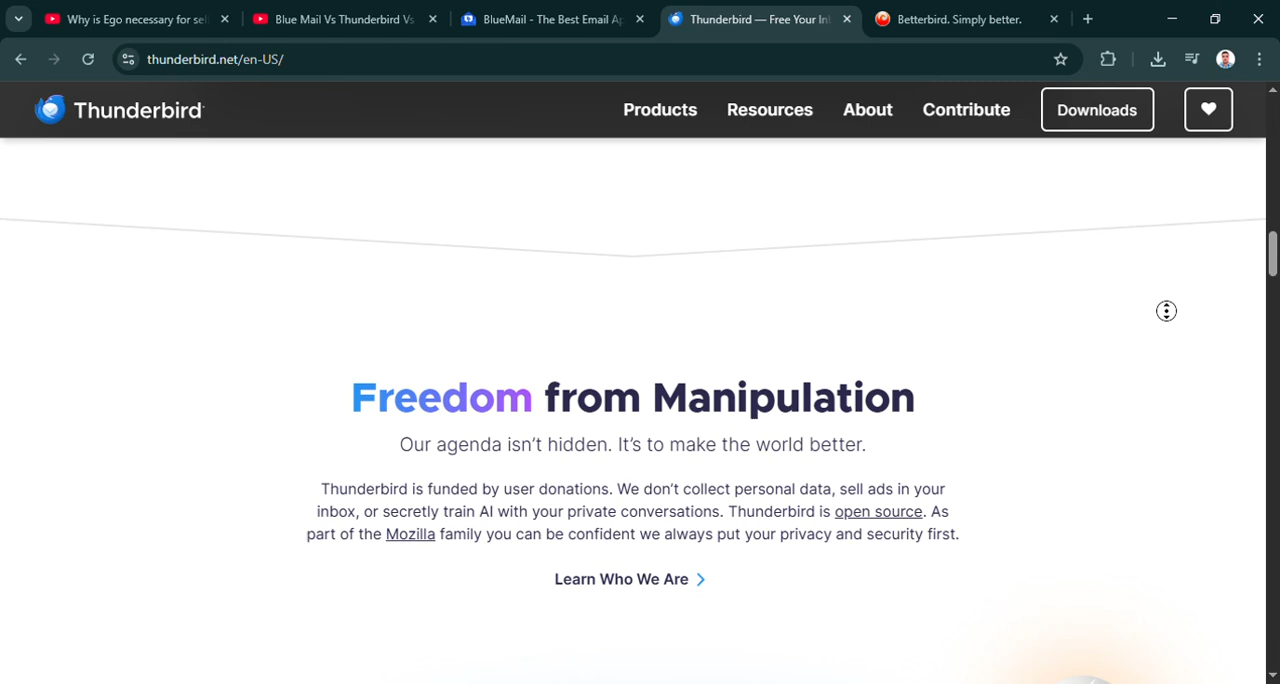 Why is Ego necessary for sel
Blue Mail Vs Thunderbird Vs
BlueMail - The Best Email Ap
Thunderbird — Free Your In
Betterbird. Simply better.
thunderbird.net/en-US/
Thunderbird
Products Resources About Contribute Downloads
Freedom from Manipulation
Our agenda isn’t hidden. It’s to make the world better.
Thunderbird is funded by user donations. We don’t collect personal data, sell ads in your
inbox, or secretly train AI with your private conversations. Thunderbird is open source. As
part of the Mozilla family you can be confident we always put your privacy and security first.
Learn Who We Are